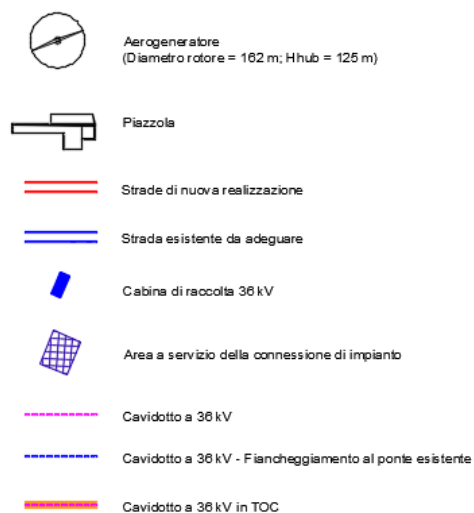 Aerogeneratore
(Diametro rotore = 162 m; Hhub = 125 m)
Piazzola
Strade di nuova realizzazione
Strada esistente da adeguare
Cabina di raccolta 36 kV
Area a servizio della connessione di impianto
Cavidotto a 36 kV
Cavidotto a 36 kV - Fiancheggiamento al ponte esistente
Cavidotto a 36 kV in TOC